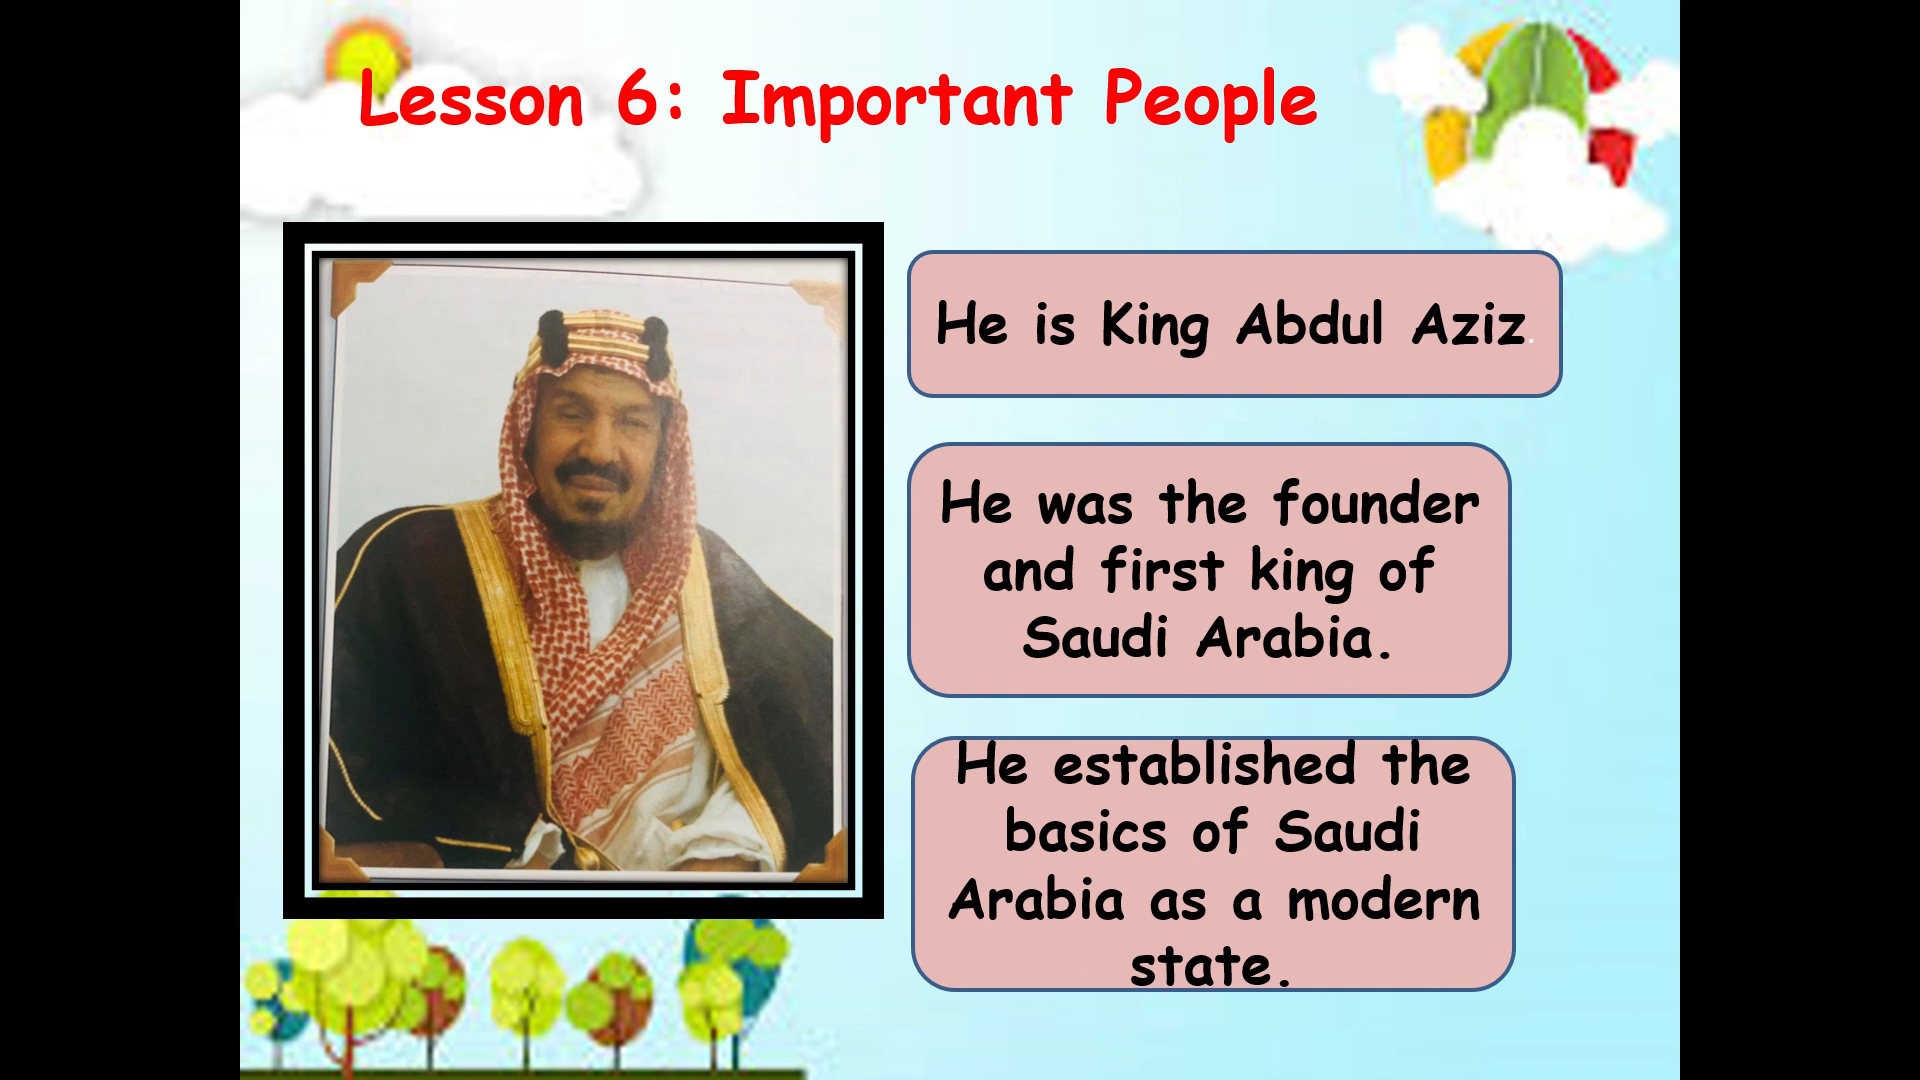 Lesson 6: Important People
He is King Abdul Aziz.
He was the founder
and first king of
Saudi Arabia.
He established the
basics of Saudi
Arabia as a modern
state.